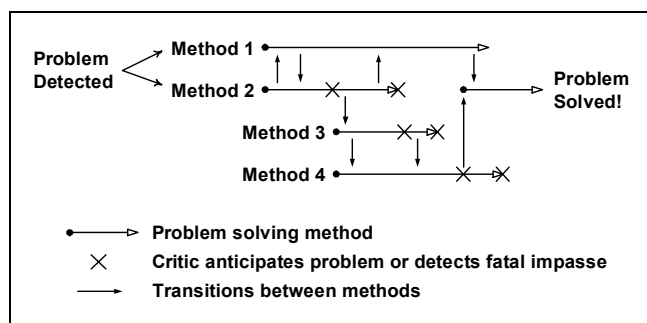 Problem
Detected
Method 1
Method 2
Method 3
Method 4
Problem
Solved!
Problem solving method
Critic anticipates problem or detects fatal impasse
Transitions between methods